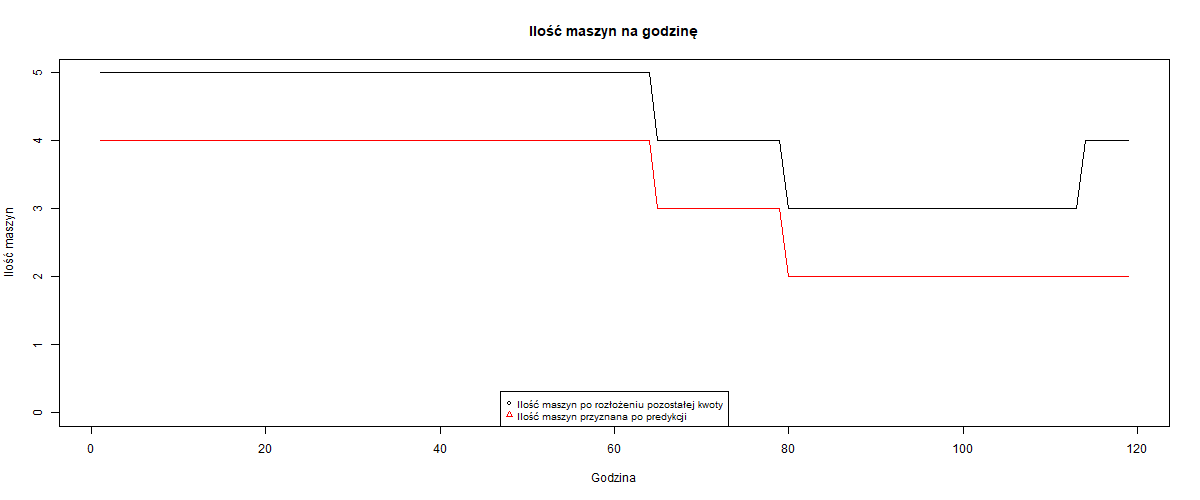 Ilość maszyn na godzinę
Ilość maszyn
5
4
3
2
1
0
Ilość maszyn po rozłożeniu pozostałej kwoty
Ilość maszyn przyznana po predykcji
0 20 40 60 80 100 120
Godzina